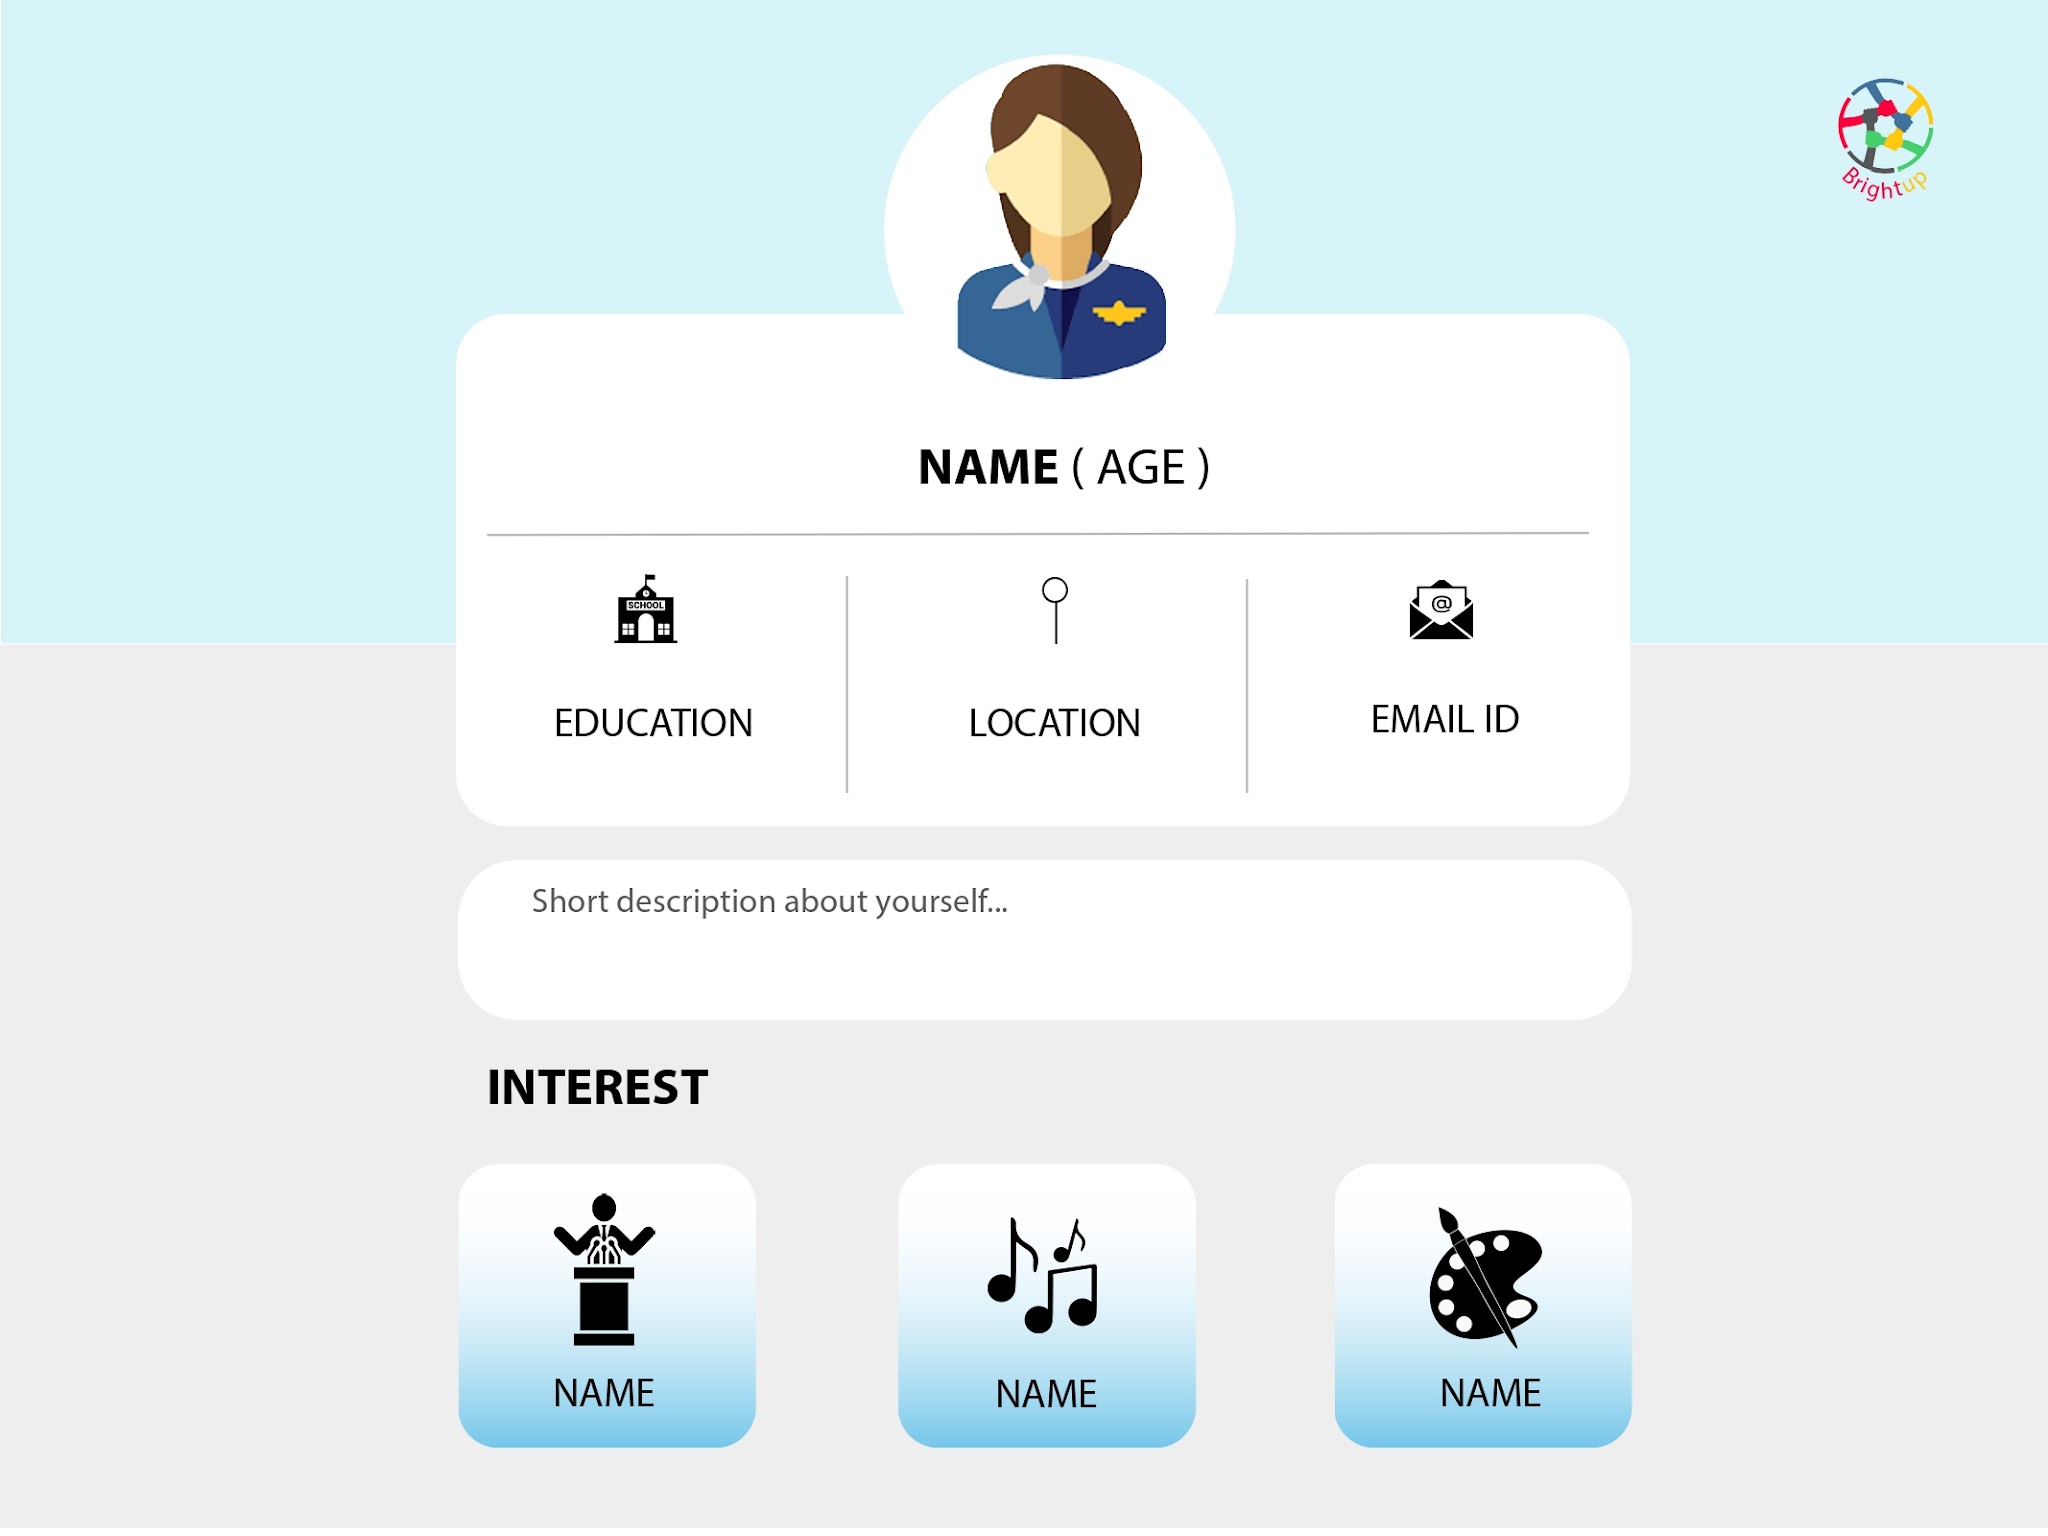 Brightup
NAME ( AGE )
SCHOOL
@
EDUCATION
LOCATION
EMAIL ID
Short description about yourself...
INTEREST
NAME
NAME
NAME